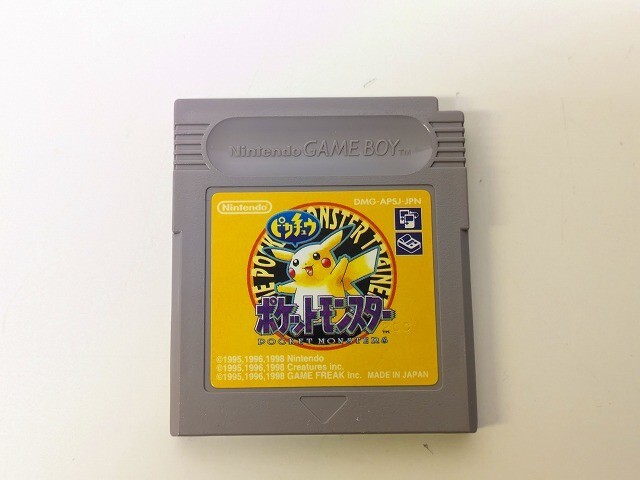 Nintendo GAME BOY TM
Nintendo
DMG-APSJ-JPN
POCKET MONSTER TRAINER
ピカチュウ
ポケットモンスター
TM
POCKET MONSTERS
©1995,1996,1998 Nintendo
©1995,1996,1998 Creatures inc.
©1995,1996,1998 GAME FREAK inc. MADE IN JAPAN